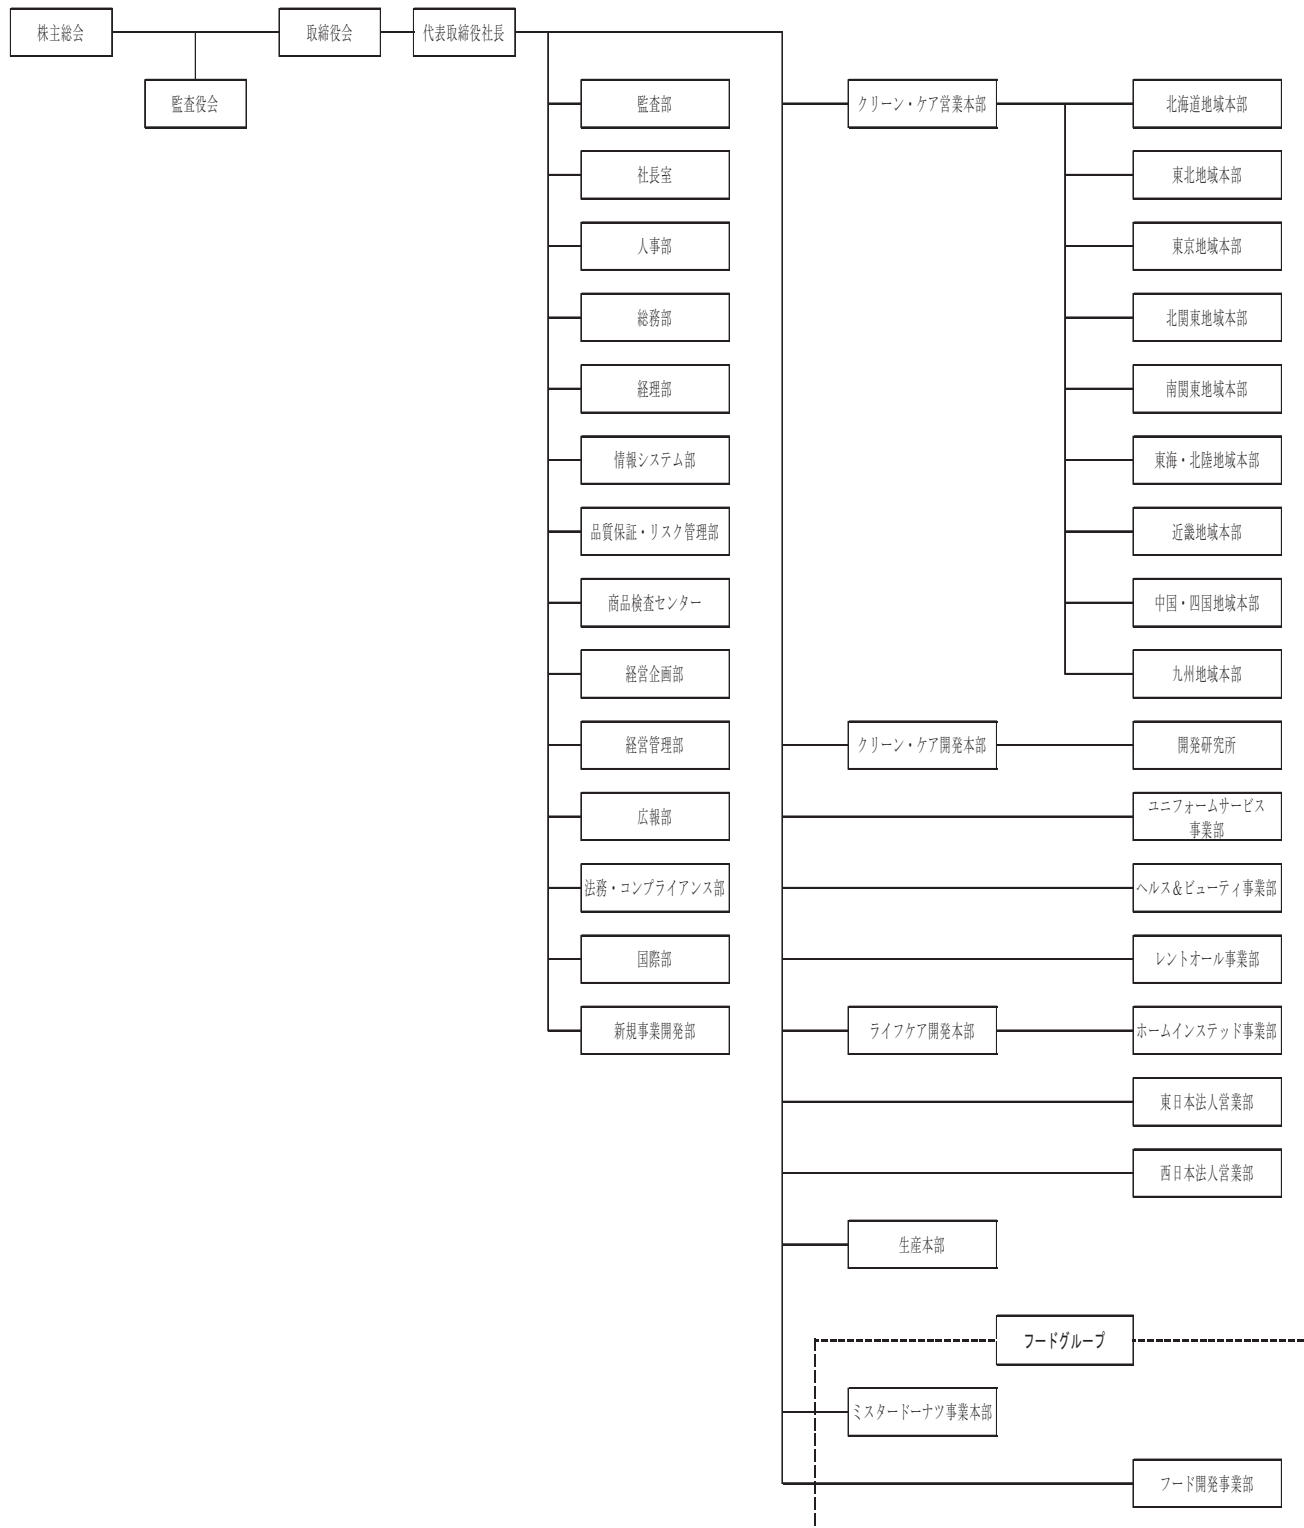 株主総会
取締役会
代表取締役社長
監査役会
監査部
社長室
人事部
総務部
経理部
情報システム部
品質保証・リスク管理部
商品検査センター
経営企画部
経営管理部
広報部
法務・コンプライアンス部
国際部
新規事業開発部
クリーン・ケア営業本部
北海道地域本部
東北地域本部
東京地域本部
北関東地域本部
南関東地域本部
東海・北陸地域本部
近畿地域本部
中国・四国地域本部
九州地域本部
クリーン・ケア開発本部
開発研究所
ユニフォームサービス
事業部
ヘルス&ビューティ事業部
レントオール事業部
ライフケア開発本部
ホームインステッド事業部
東日本法人営業部
西日本法人営業部
生産本部
フードグループ
ミスタードーナツ事業本部
フード開発事業部